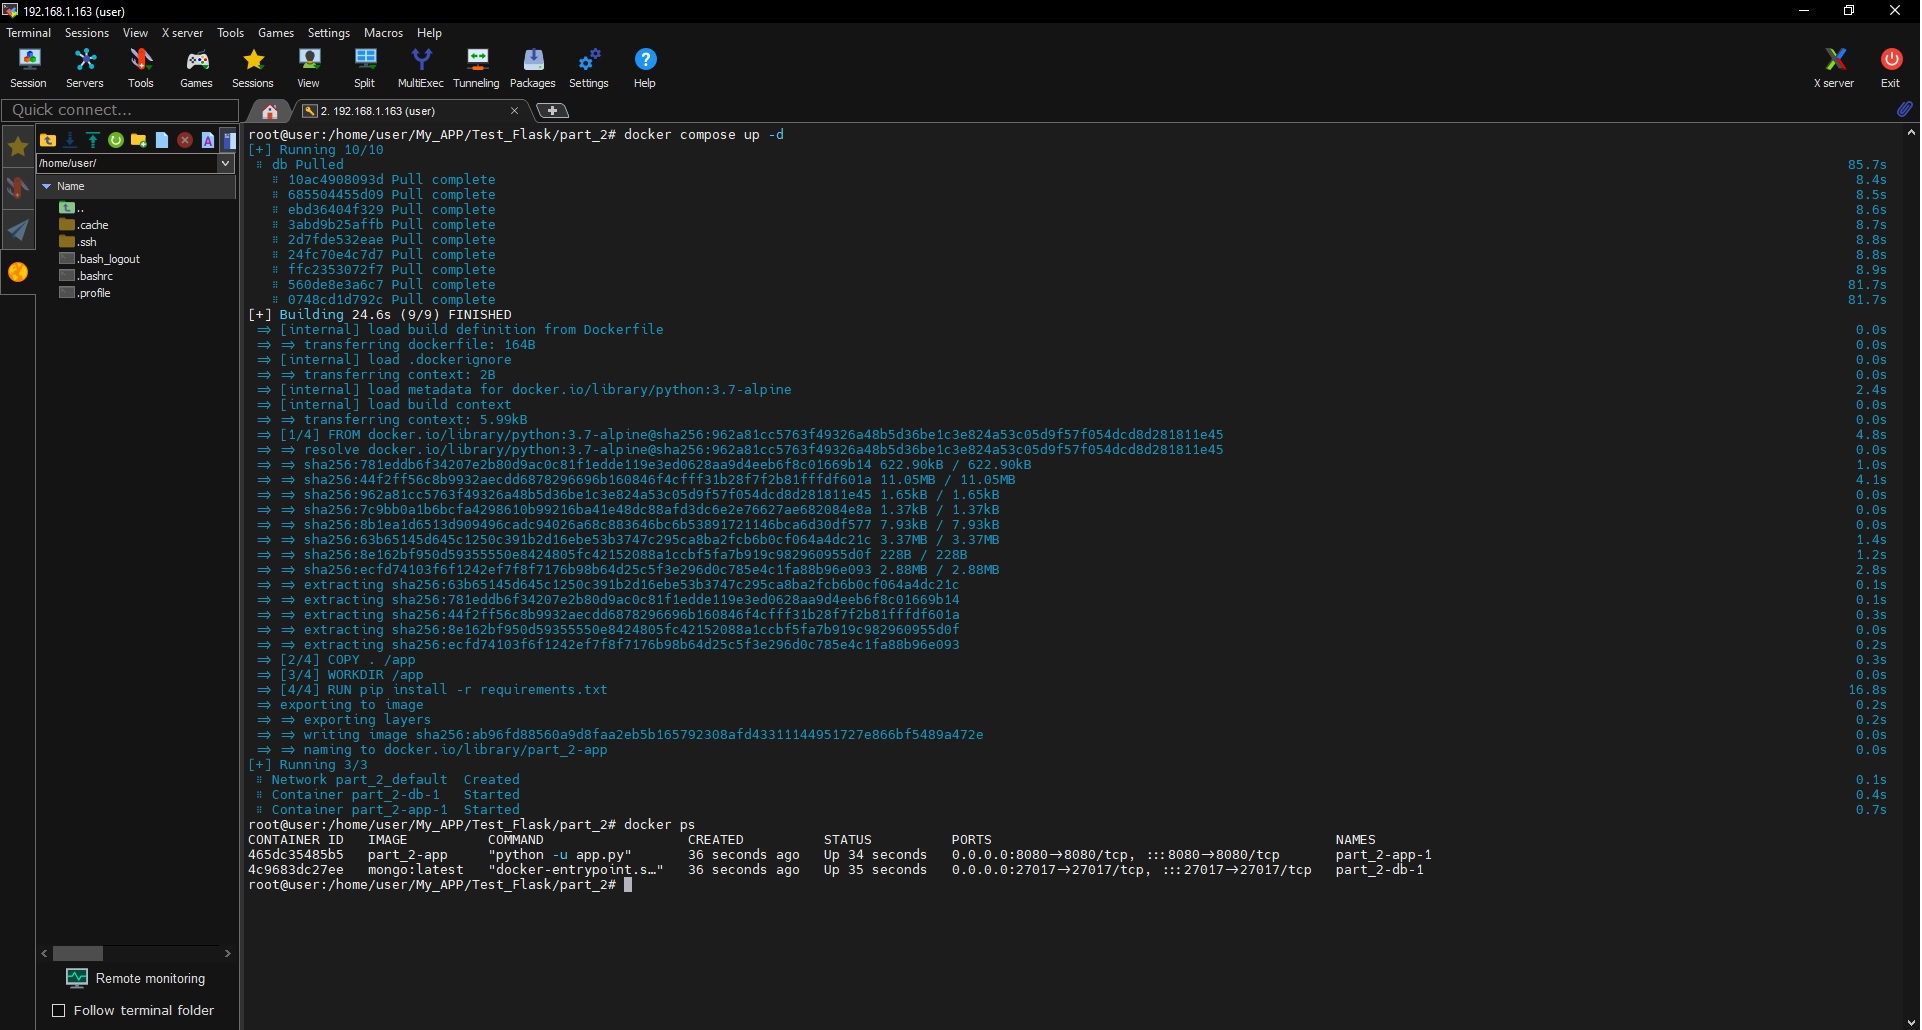 192.168.1.163 (user)
Terminal Sessions View X server Tools Games Settings Macros Help
Session Servers Tools Games Sessions View Split MultiExec Tunneling Packages Settings Help X server Exit
Quick connect...
2. 192.168.1.163 (user)
/home/user/
Name
..
.cache
.ssh
.bash_logout
.bashrc
.profile
Remote monitoring
Follow terminal folder
root@user:/home/user/My_APP/Test_Flask/part_2# docker compose up -d
[+] Running 10/10
⠿ db Pulled 85.7s
⠿ 10ac4908093d Pull complete 8.4s
⠿ 685504455d09 Pull complete 8.5s
⠿ ebd36404f329 Pull complete 8.6s
⠿ 3abd9b25affb Pull complete 8.7s
⠿ 2d7fde532eae Pull complete 8.8s
⠿ 24fc70e4c7d7 Pull complete 8.8s
⠿ ffc2353072f7 Pull complete 8.9s
⠿ 560de8e3a6c7 Pull complete 81.7s
⠿ 0748cd1d792c Pull complete 81.7s
[+] Building 24.6s (9/9) FINISHED
=> [internal] load build definition from Dockerfile 0.0s
=> => transferring dockerfile: 164B 0.0s
=> [internal] load .dockerignore 0.0s
=> => transferring context: 2B 0.0s
=> [internal] load metadata for docker.io/library/python:3.7-alpine 2.4s
=> [internal] load build context 0.0s
=> => transferring context: 5.99kB 0.0s
=> [1/4] FROM docker.io/library/python:3.7-alpine@sha256:962a81cc5763f49326a48b5d36be1c3e824a53c05d9f57f054dcd8d281811e45 4.8s
=> => resolve docker.io/library/python:3.7-alpine@sha256:962a81cc5763f49326a48b5d36be1c3e824a53c05d9f57f054dcd8d281811e45 0.0s
=> => sha256:781eddb6f34207e2b80d9ac0c81f1edde119e3ed0628aa9d4eeb6f8c01669b14 622.90kB / 622.90kB 1.0s
=> => sha256:44f2ff56c8b9932aecdd6878296696b160846f4cfff31b28f7f2b81fffdf601a 11.05MB / 11.05MB 4.1s
=> => sha256:962a81cc5763f49326a48b5d36be1c3e824a53c05d9f57f054dcd8d281811e45 1.65kB / 1.65kB 0.0s
=> => sha256:7c9bb0a1b6bcfa4298610b99216ba41e48dc88afd3dc6e2e76627ae682084e8a 1.37kB / 1.37kB 0.0s
=> => sha256:8b1ea1d6513d909496cadc94026a68c883646bc6b53891721146bca6d30df577 7.93kB / 7.93kB 0.0s
=> => sha256:63b65145d645c1250c391b2d16ebe53b3747c295ca8ba2fcb6b0cf064a4dc21c 3.37MB / 3.37MB 1.4s
=> => sha256:8e162bf950d59355550e8424805fc42152088a1ccbf5fa7b919c982960955d0f 228B / 228B 1.2s
=> => sha256:ecfd74103f6f1242ef7f8f7176b98b64d25c5f3e296d0c785e4c1fa88b96e093 2.88MB / 2.88MB 2.8s
=> => extracting sha256:63b65145d645c1250c391b2d16ebe53b3747c295ca8ba2fcb6b0cf064a4dc21c 0.1s
=> => extracting sha256:781eddb6f34207e2b80d9ac0c81f1edde119e3ed0628aa9d4eeb6f8c01669b14 0.1s
=> => extracting sha256:44f2ff56c8b9932aecdd6878296696b160846f4cfff31b28f7f2b81fffdf601a 0.3s
=> => extracting sha256:8e162bf950d59355550e8424805fc42152088a1ccbf5fa7b919c982960955d0f 0.0s
=> => extracting sha256:ecfd74103f6f1242ef7f8f7176b98b64d25c5f3e296d0c785e4c1fa88b96e093 0.2s
=> [2/4] COPY . /app 0.3s
=> [3/4] WORKDIR /app 0.0s
=> [4/4] RUN pip install -r requirements.txt 16.8s
=> exporting to image 0.2s
=> => exporting layers 0.2s
=> => writing image sha256:ab96fd88560a9d8faa2eb5b165792308afd43311144951727e866bf5489a472e 0.0s
=> => naming to docker.io/library/part_2-app 0.0s
[+] Running 3/3
⠿ Network part_2_default Created 0.1s
⠿ Container part_2-db-1 Started 0.4s
⠿ Container part_2-app-1 Started 0.7s
root@user:/home/user/My_APP/Test_Flask/part_2# docker ps
CONTAINER ID IMAGE COMMAND CREATED STATUS PORTS NAMES
465dc35485b5 part_2-app "python -u app.py" 36 seconds ago Up 34 seconds 0.0.0.0:8080->8080/tcp, :::8080->8080/tcp part_2-app-1
4c9683dc27ee mongo:latest "docker-entrypoint.s…" 36 seconds ago Up 35 seconds 0.0.0.0:27017->27017/tcp, :::27017->27017/tcp part_2-db-1
root@user:/home/user/My_APP/Test_Flask/part_2#